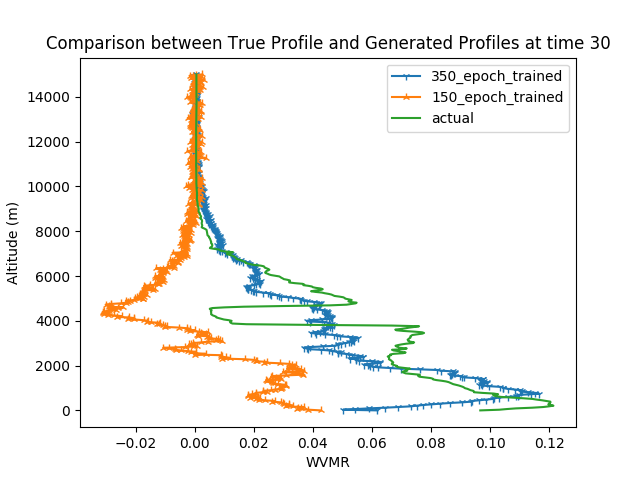 Comparison between True Profile and Generated Profiles at time 30
350_epoch_trained
150_epoch_trained
actual
Altitude (m)
14000
12000
10000
8000
6000
4000
2000
0
−0.02 0.00 0.02 0.04 0.06 0.08 0.10 0.12
WVMR